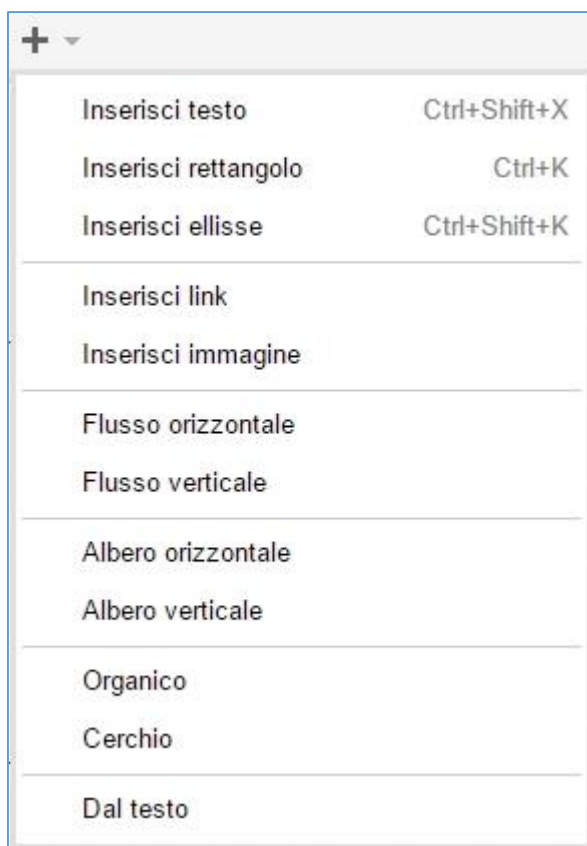 Inserisci testo Ctrl+Shift+X
Inserisci rettangolo Ctrl+K
Inserisci ellisse Ctrl+Shift+K
Inserisci link
Inserisci immagine
Flusso orizzontale
Flusso verticale
Albero orizzontale
Albero verticale
Organico
Cerchio
Dal testo